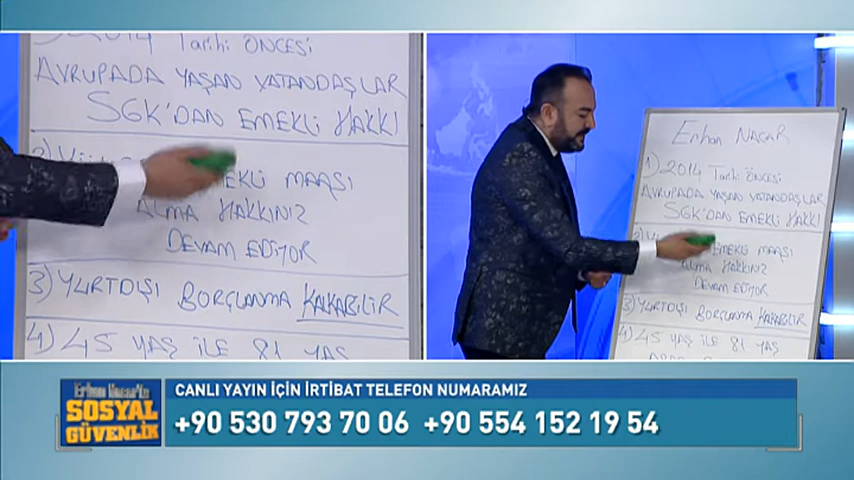 2014 Tarihi ÖNCESİ
AVRUPADA YAŞAN VATANDAŞLAR
SGK'DAN EMEKLİ HAKKI
EMEKLİ MAAŞI
ALMA HAKKINIZ
DEVAM EDİYOR
3) YURTDIŞI BORÇLANMA KALKABİLİR
4) 45 YAŞ İLE 81 YAŞ
Erhan NACAR
1) 2014 Tarihi ÖNCESİ
AVRUPADA YAŞAN VATANDAŞLAR
SGK'DAN EMEKLİ HAKKI
2)
EMEKLİ MAAŞI
ALMA HAKKINIZ
DEVAM EDİYOR
3) YURTDIŞI BORÇLANMA KALKABİLİR
4) 45 YAŞ İLE 81 YAŞ
Erhan Nacar'la
SOSYAL
GÜVENLİK
CANLI YAYIN İÇİN İRTİBAT TELEFON NUMARAMIZ
+90 530 793 70 06 +90 554 152 19 54